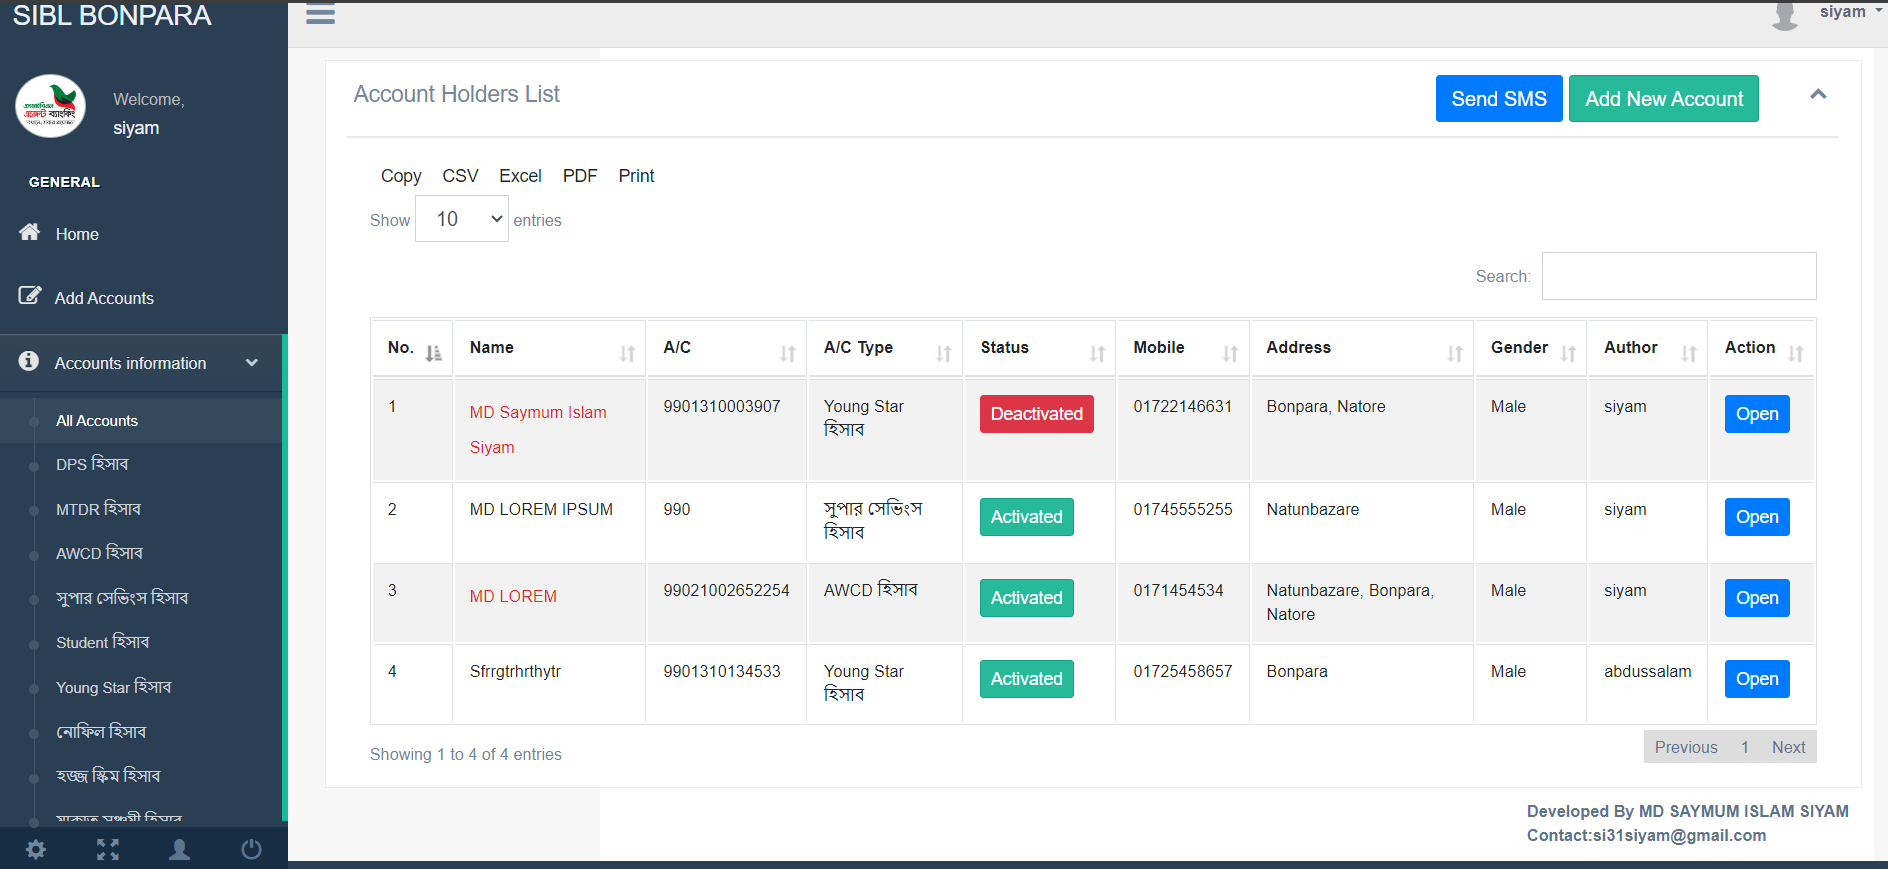 SIBL BONPARA
siyam
এসআইবিএল
এজেন্ট ব্যাংকিং
Welcome,
siyam
GENERAL
Home
Add Accounts
Accounts information
All Accounts
DPS হিসাব
MTDR হিসাব
AWCD হিসাব
সুপার সেভিংস হিসাব
Student হিসাব
Young Star হিসাব
নোফিল হিসাব
হজ্জ স্কিম হিসাব
Account Holders List
Send SMS Add New Account
Copy CSV Excel PDF Print
Show 10 entries
Search:
No. Name A/C A/C Type Status Mobile Address Gender Author Action
1 MD Saymum Islam 9901310003907 Young Star Deactivated 01722146631 Bonpara, Natore Male siyam Open
Siyam হিসাব
2 MD LOREM IPSUM 990 সুপার সেভিংস Activated 01745555255 Natunbazare Male siyam Open
হিসাব
3 MD LOREM 99021002652254 AWCD হিসাব Activated 0171454534 Natunbazare, Bonpara, Male siyam Open
Natore
4 Sfrrgtrhrthytr 9901310134533 Young Star Activated 01725458657 Bonpara Male abdussalam Open
হিসাব
Showing 1 to 4 of 4 entries
Previous 1 Next
Developed By MD SAYMUM ISLAM SIYAM
Contact:si31siyam@gmail.com